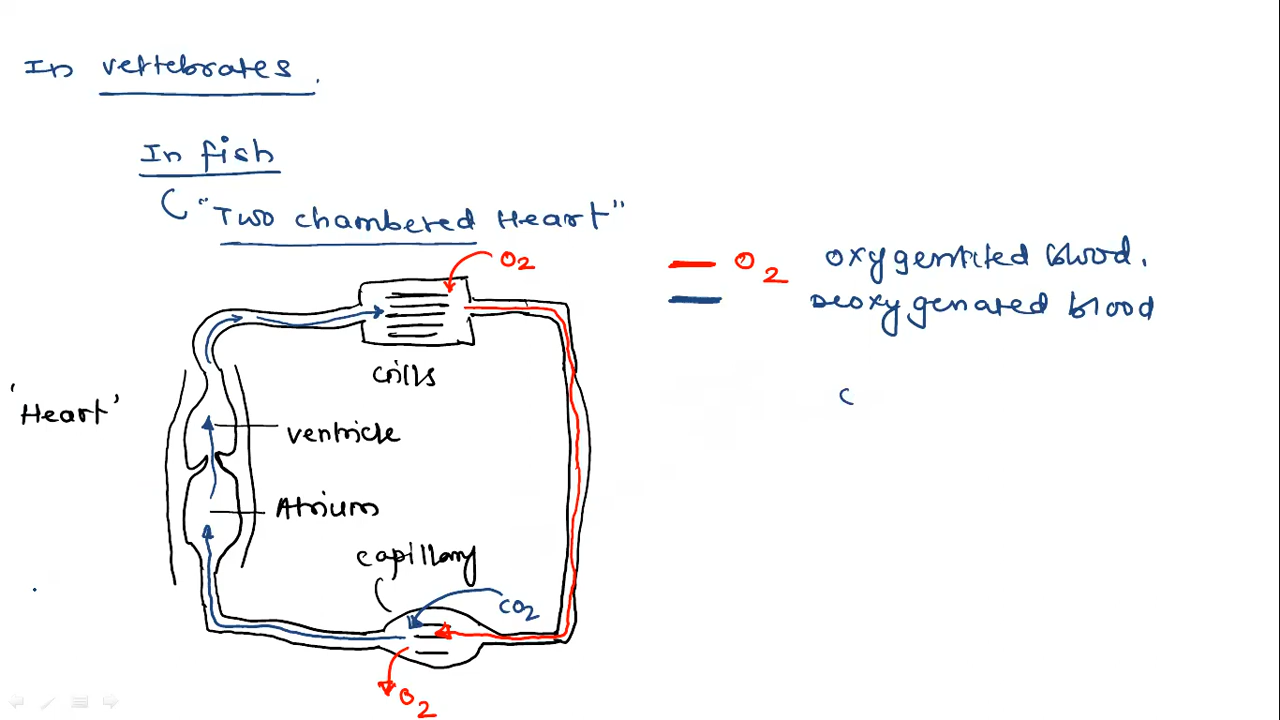 In vertebrates.
In fish
"Two chambered Heart"
O2
O2 oxygentited blood.
Deoxygenated blood
Gills
'Heart'
ventricle
Atrium
capillary
CO2
O2
C